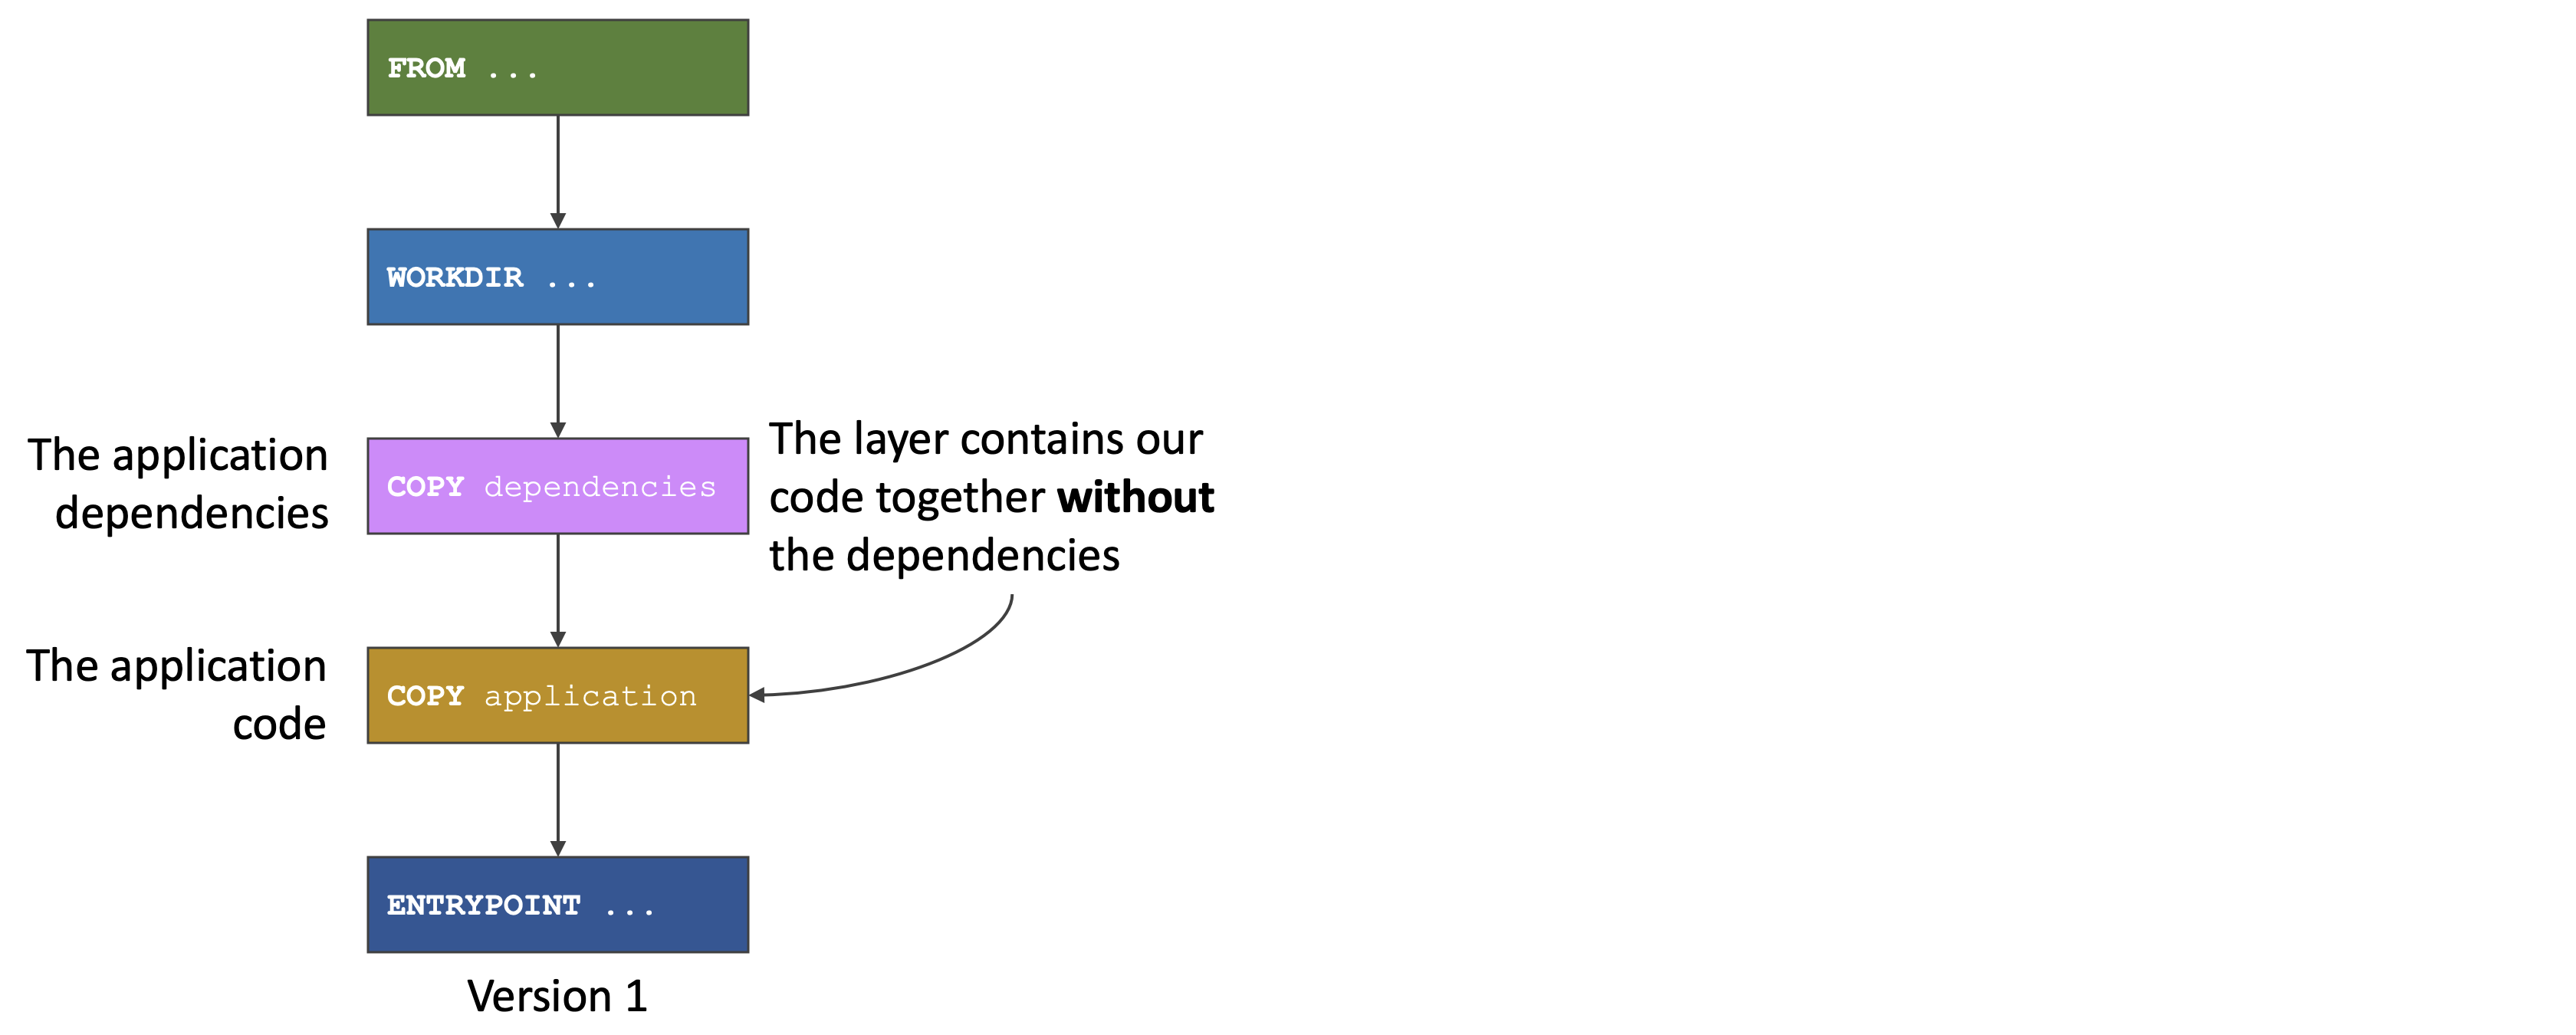 FROM ...
WORKDIR ...
The application
dependencies
COPY dependencies
The layer contains our
code together without
the dependencies
The application
code
COPY application
ENTRYPOINT ...
Version 1